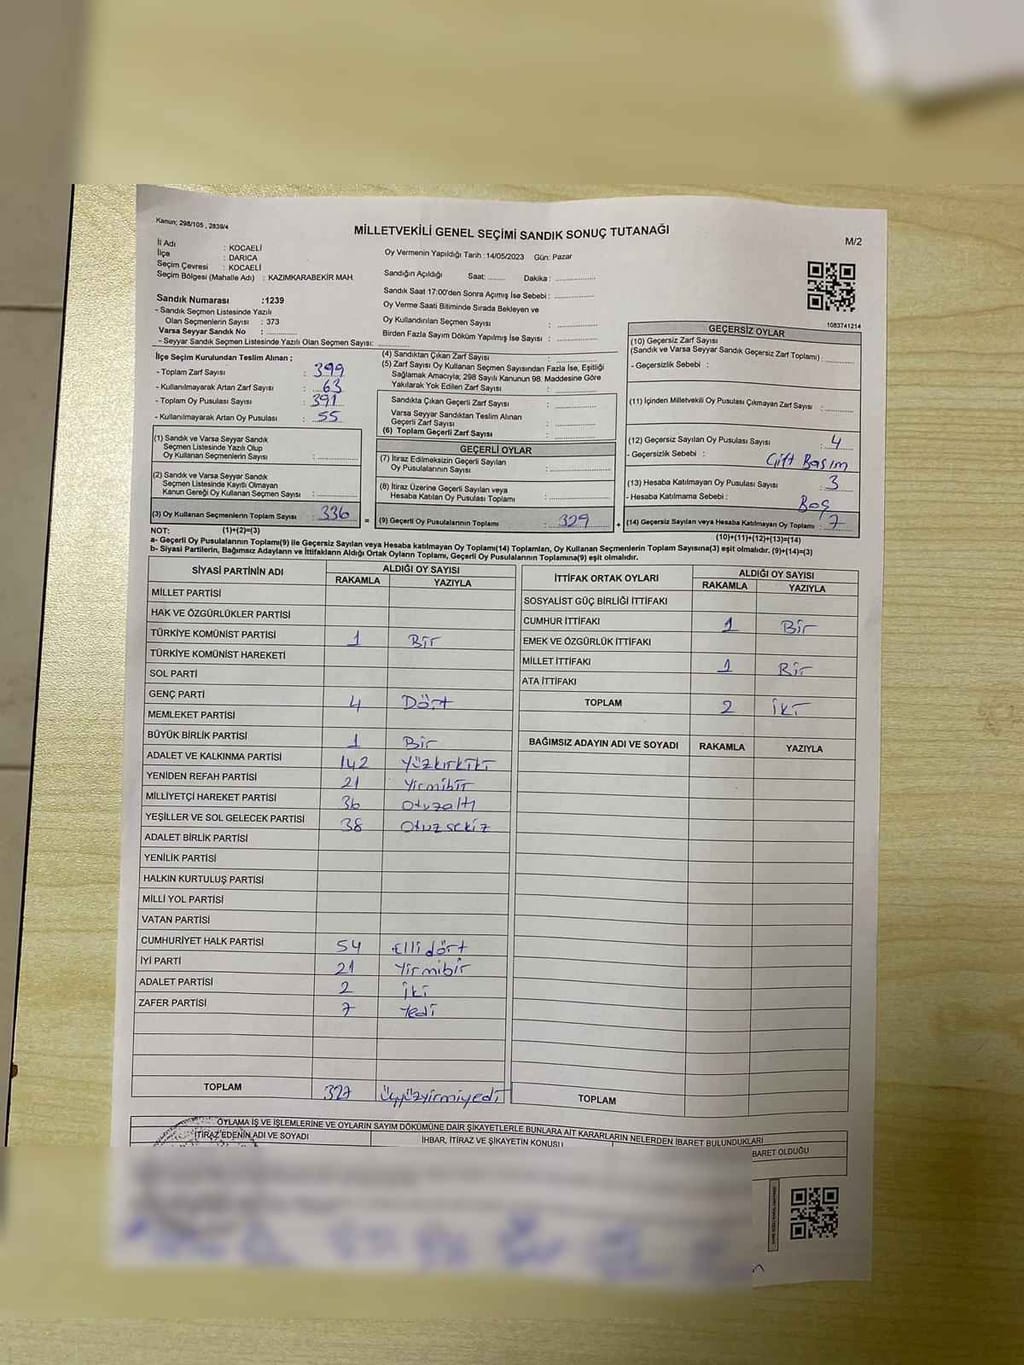 Kanun; 298/105 , 2839/4
MİLLETVEKİLİ GENEL SEÇİMİ SANDIK SONUÇ TUTANAĞI
M/2
İl Adı : KOCAELİ
İlçe : DARICA
Seçim Çevresi : KOCAELİ
Seçim Bölgesi (Mahalle Adı) : KAZIMKARABEKİR MAH.
Oy Vermenin Yapıldığı Tarih :14/05/2023 Gün: Pazar
Sandığın Açıldığı Saat: ....... Dakika : ..............
Sandık Saat 17:00'den Sonra Açımış İse Sebebi : ..............
Oy Verme Saati Bitiminde Sırada Bekleyen ve
Oy Kullandırılan Seçmen Sayısı : ..............
Birden Fazla Sayım Döküm Yapılmış İse Sayısı : ..............
Sandık Numarası :1239
- Sandık Seçmen Listesinde Yazılı
Olan Seçmenlerin Sayısı : 373
Varsa Seyyar Sandık No : ..............
- Seyyar Sandık Seçmen Listesinde Yazılı Olan Seçmen Sayısı: ..............
1083741214
İlçe Seçim Kurulundan Teslim Alınan ;
- Toplam Zarf Sayısı : 399
- Kullanılmayarak Artan Zarf Sayısı : 63
- Toplam Oy Pusulası Sayısı : 391
- Kullanılmayarak Artan Oy Pusulası : 55
(1) Sandık ve Varsa Seyyar Sandık
Seçmen Listesinde Yazılı Olup
Oy Kullanan Seçmenlerin Sayısı : ..............
(2) Sandık ve Varsa Seyyar Sandık
Seçmen Listesinde Kayıtlı Olmayan
Kanun Gereği Oy Kullanan Seçmen Sayısı : ..............
(3) Oy Kullanan Seçmenlerin Toplam Sayısı : 336 =
(4) Sandıktan Çıkan Zarf Sayısı : ..............
(5) Zarf Sayısı Oy Kullanan Seçmen Sayısından Fazla İse, Eşitliği
Sağlamak Amacıyla; 298 Sayılı Kanunun 98. Maddesine Göre
Yakılarak Yok Edilen Zarf Sayısı : ..............
Sandıkta Çıkan Geçerli Zarf Sayısı : ..............
Varsa Seyyar Sandıktan Teslim Alınan
Geçerli Zarf Sayısı : ..............
(6) Toplam Geçerli Zarf Sayısı : ..............
GEÇERLİ OYLAR
(7) İtiraz Edilmeksizin Geçerli Sayılan
Oy Pusulalarının Sayısı : ..............
(8) İtiraz Üzerine Geçerli Sayılan veya
Hesaba Katılan Oy Pusulası Toplamı : ..............
(9) Geçerli Oy Pusulalarının Toplamı : 329 +
GEÇERSİZ OYLAR
(10) Geçersiz Zarf Sayısı
(Sandık ve Varsa Seyyar Sandık Geçersiz Zarf Toplamı) : ..............
- Geçersizlik Sebebi :
(11) İçinden Milletvekili Oy Pusulası Çıkmayan Zarf Sayısı : ..............
(12) Geçersiz Sayılan Oy Pusulası Sayısı : 4
- Geçersizlik Sebebi : Çift Basım
(13) Hesaba Katılmayan Oy Pusulası Sayısı : 3
- Hesaba Katılmama Sebebi : Boş
(14) Geçersiz Sayılan veya Hesaba Katılmayan Oy Toplamı : 7
NOT: (1)+(2)=(3) (10)+(11)+(12)+(13)=(14)
a- Geçerli Oy Pusulalarının Toplamı(9) ile Geçersiz Sayılan veya Hesaba katılmayan Oy Toplamı(14) Toplamları, Oy Kullanan Seçmenlerin Toplam Sayısına(3) eşit olmalıdır. (9)+(14)=(3)
b- Siyasi Partilerin, Bağımsız Adayların ve İttifakların Aldığı Ortak Oyların Toplamı, Geçerli Oy Pusulalarının Toplamına(9) eşit olmalıdır.
SİYASİ PARTİNİN ADI ALDIĞI OY SAYISI
RAKAMLA YAZIYLA
MİLLET PARTİSİ
HAK VE ÖZGÜRLÜKLER PARTİSİ
TÜRKİYE KOMÜNİST PARTİSİ 1 Bir
TÜRKİYE KOMÜNİST HAREKETİ
SOL PARTİ
GENÇ PARTİ 4 Dört
MEMLEKET PARTİSİ
BÜYÜK BİRLİK PARTİSİ 1 Bir
ADALET VE KALKINMA PARTİSİ 142 Yüzkırkiki
YENİDEN REFAH PARTİSİ 21 Yirmibir
MİLLİYETÇİ HAREKET PARTİSİ 36 Otuzaltı
YEŞİLLER VE SOL GELECEK PARTİSİ 38 Otuzsekiz
ADALET BİRLİK PARTİSİ
YENİLİK PARTİSİ
HALKIN KURTULUŞ PARTİSİ
MİLLİ YOL PARTİSİ
VATAN PARTİSİ
CUMHURİYET HALK PARTİSİ 54 Elli dört
İYİ PARTİ 21 Yirmibir
ADALET PARTİSİ 2 İki
ZAFER PARTİSİ 7 Yedi
TOPLAM 327 Üçyüzyirmiyedi
İTTİFAK ORTAK OYLARI ALDIĞI OY SAYISI
RAKAMLA YAZIYLA
SOSYALİST GÜÇ BİRLİĞİ İTTİFAKI
CUMHUR İTTİFAKI 1 Bir
EMEK VE ÖZGÜRLÜK İTTİFAKI
MİLLET İTTİFAKI 1 Bir
ATA İTTİFAKI
TOPLAM 2 İki
BAĞIMSIZ ADAYIN ADI VE SOYADI RAKAMLA YAZIYLA
TOPLAM
OYLAMA İŞ VE İŞLEMLERİNE VE OYLARIN SAYIM DÖKÜMÜNE DAİR ŞİKAYETLERLE BUNLARA AİT KARARLARIN NELERDEN İBARET BULUNDUKLARI
İTİRAZ EDENİN ADI VE SOYADI İHBAR, İTİRAZ VE ŞİKAYETİN KONUSU BARET OLDUĞU